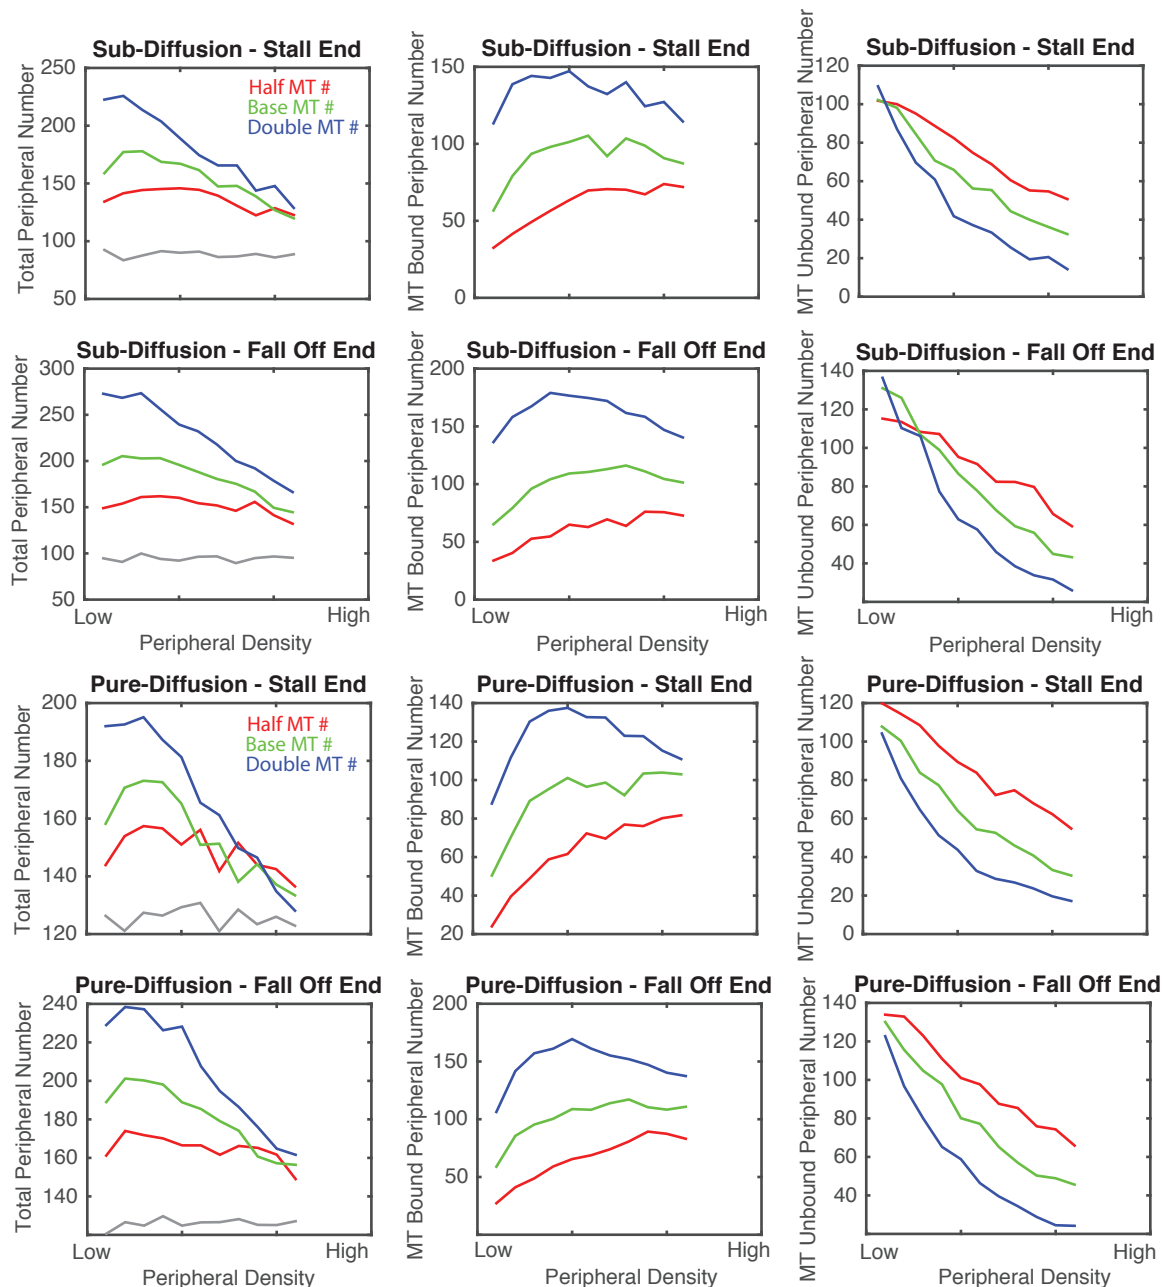 Sub-Diffusion - Stall End
Total Peripheral Number
250
200
150
100
50
Half MT #
Base MT #
Double MT #
Sub-Diffusion - Stall End
MT Bound Peripheral Number
150
100
50
0
Sub-Diffusion - Stall End
MT Unbound Peripheral Number
120
100
80
60
40
20
0
Sub-Diffusion - Fall Off End
Total Peripheral Number
300
250
200
150
100
50
Low
High
Peripheral Density
Sub-Diffusion - Fall Off End
MT Bound Peripheral Number
200
150
100
50
0
Low
High
Peripheral Density
Sub-Diffusion - Fall Off End
MT Unbound Peripheral Number
140
120
100
80
60
40
Low
High
Peripheral Density
Pure-Diffusion - Stall End
Total Peripheral Number
200
180
160
140
120
Half MT #
Base MT #
Double MT #
Pure-Diffusion - Stall End
MT Bound Peripheral Number
140
120
100
80
60
40
20
Pure-Diffusion - Stall End
MT Unbound Peripheral Number
120
100
80
60
40
20
0
Pure-Diffusion - Fall Off End
Total Peripheral Number
240
220
200
180
160
140
Low
High
Peripheral Density
Pure-Diffusion - Fall Off End
MT Bound Peripheral Number
200
150
100
50
Low
High
Peripheral Density
Pure-Diffusion - Fall Off End
MT Unbound Peripheral Number
140
120
100
80
60
40
Low
High
Peripheral Density